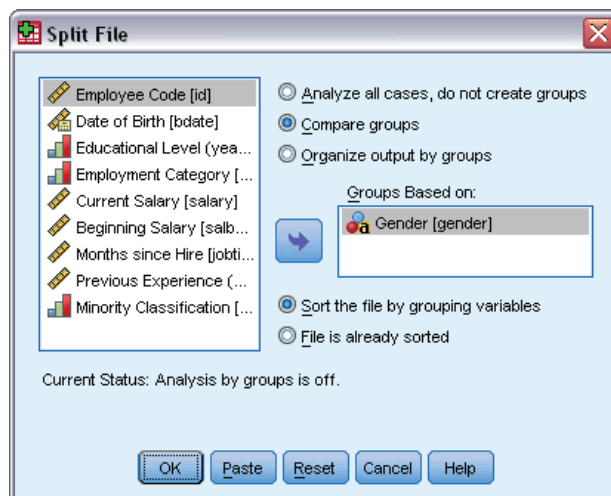 Split File
Employee Code [id]
Date of Birth [bdate]
Educational Level (yea...
Employment Category [...
Current Salary [salary]
Beginning Salary [salb...
Months since Hire [jobti...
Previous Experience (...
Minority Classification [...
Analyze all cases, do not create groups
Compare groups
Organize output by groups
Groups Based on:
a Gender [gender]
Sort the file by grouping variables
File is already sorted
Current Status: Analysis by groups is off.
OK Paste Reset Cancel Help